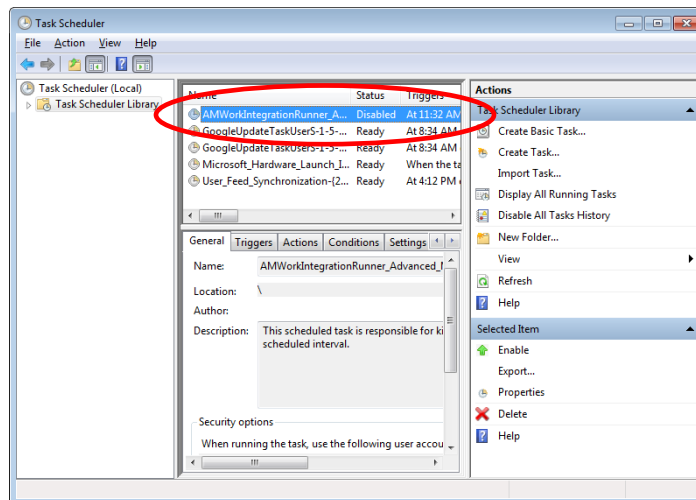 Task Scheduler
File Action View Help
Task Scheduler (Local)
Task Scheduler Library
Name Status Triggers
AMWorkIntegrationRunner_A... Disabled At 11:32 AM
GoogleUpdateTaskUserS-1-5-... Ready At 8:34 AM
GoogleUpdateTaskUserS-1-5-... Ready At 8:34 AM
Microsoft_Hardware_Launch_I... Ready When the ta
User_Feed_Synchronization-{2... Ready At 4:12 PM
General Triggers Actions Conditions Settings
Name: AMWorkIntegrationRunner_Advanced_
Location: \
Author:
Description: This scheduled task is responsible for ki
scheduled interval.
Security options
When running the task, use the following user accou
Actions
Task Scheduler Library
Create Basic Task...
Create Task...
Import Task...
Display All Running Tasks
Disable All Tasks History
New Folder...
View
Refresh
Help
Selected Item
Enable
Export...
Properties
Delete
Help